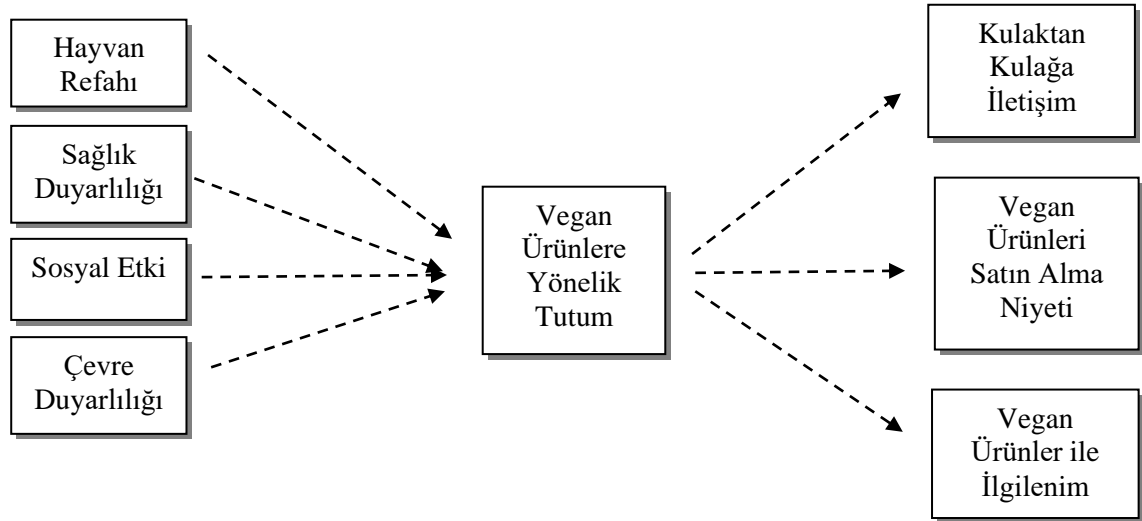 Hayvan
Refahı
Sağlık
Duyarlılığı
Sosyal Etki
Çevre
Duyarlılığı
Vegan
Ürünlere
Yönelik
Tutum
Kulaktan
Kulağa
İletişim
Vegan
Ürünleri
Satın Alma
Niyeti
Vegan
Ürünler ile
İlgilenim